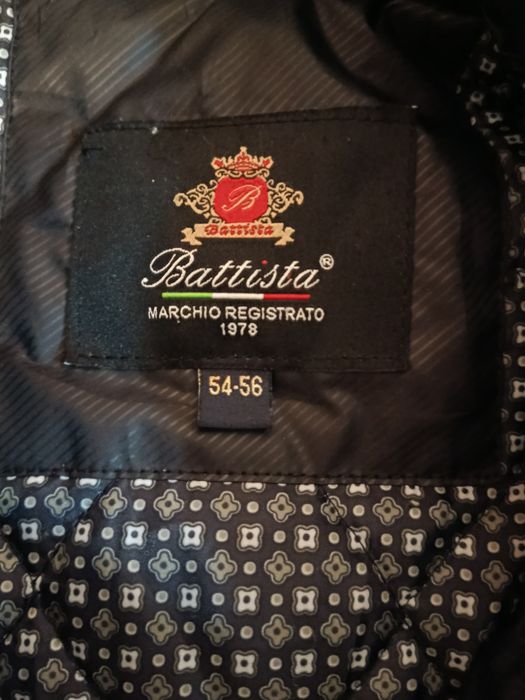 B
Battista
Battista®
MARCHIO REGISTRATO
1978
54-56